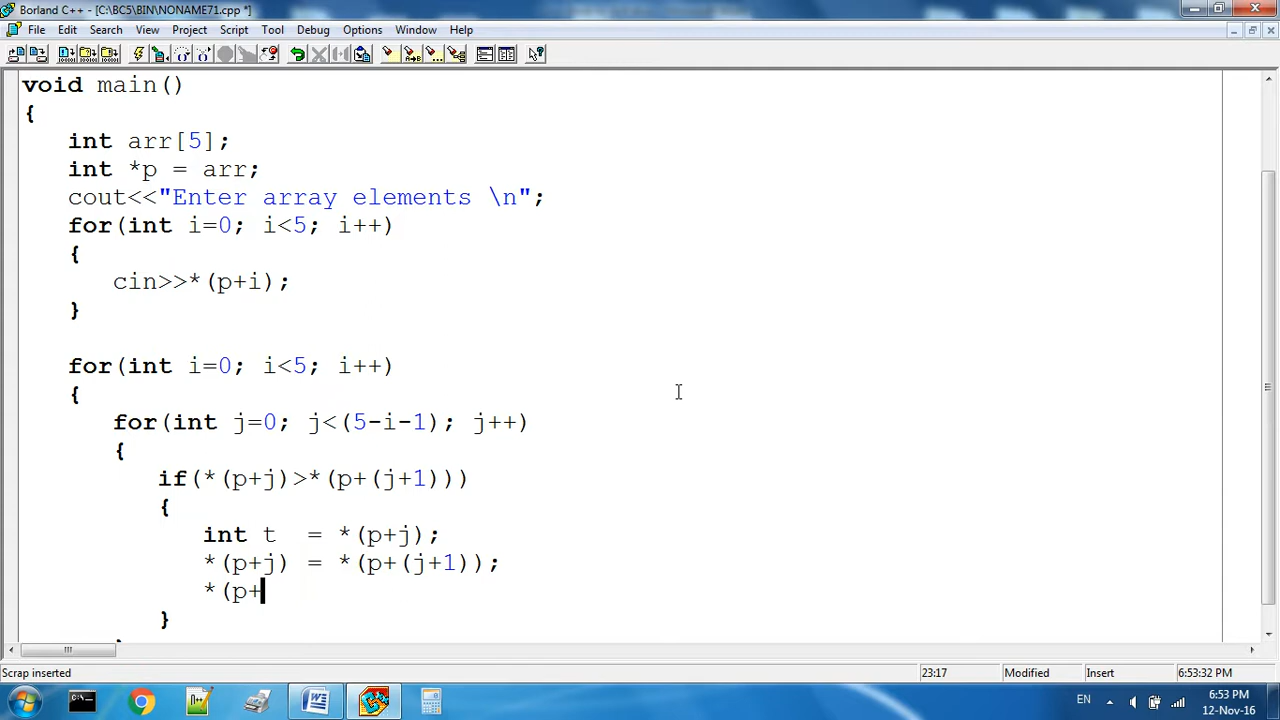 Borland C++ - [C:\BC5\BIN\NONAME71.cpp *]
File Edit Search View Project Script Tool Debug Options Window Help
void main()
{
int arr[5];
int *p = arr;
cout<<"Enter array elements \n";
for(int i=0; i<5; i++)
{
cin>>*(p+i);
}
for(int i=0; i<5; i++)
{
for(int j=0; j<(5-i-1); j++)
{
if(*(p+j)>*(p+(j+1)))
{
int t  = *(p+j);
*(p+j) = *(p+(j+1));
*(p+
}
Scrap inserted 23:17 Modified Insert 6:53:32 PM
EN 6:53 PM
12-Nov-16